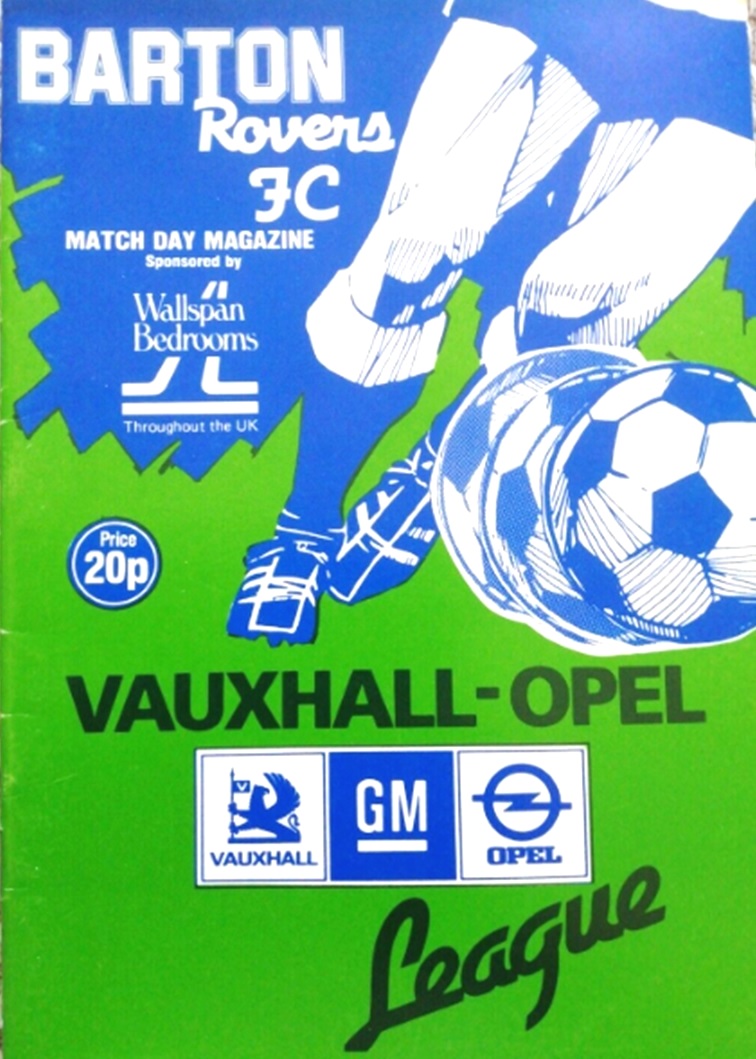 BARTON
Rovers
FC
MATCH DAY MAGAZINE
Sponsored by
Wallspan
Bedrooms
Throughout the UK
Price
20p
VAUXHALL-OPEL
V
VAUXHALL
GM
OPEL
League